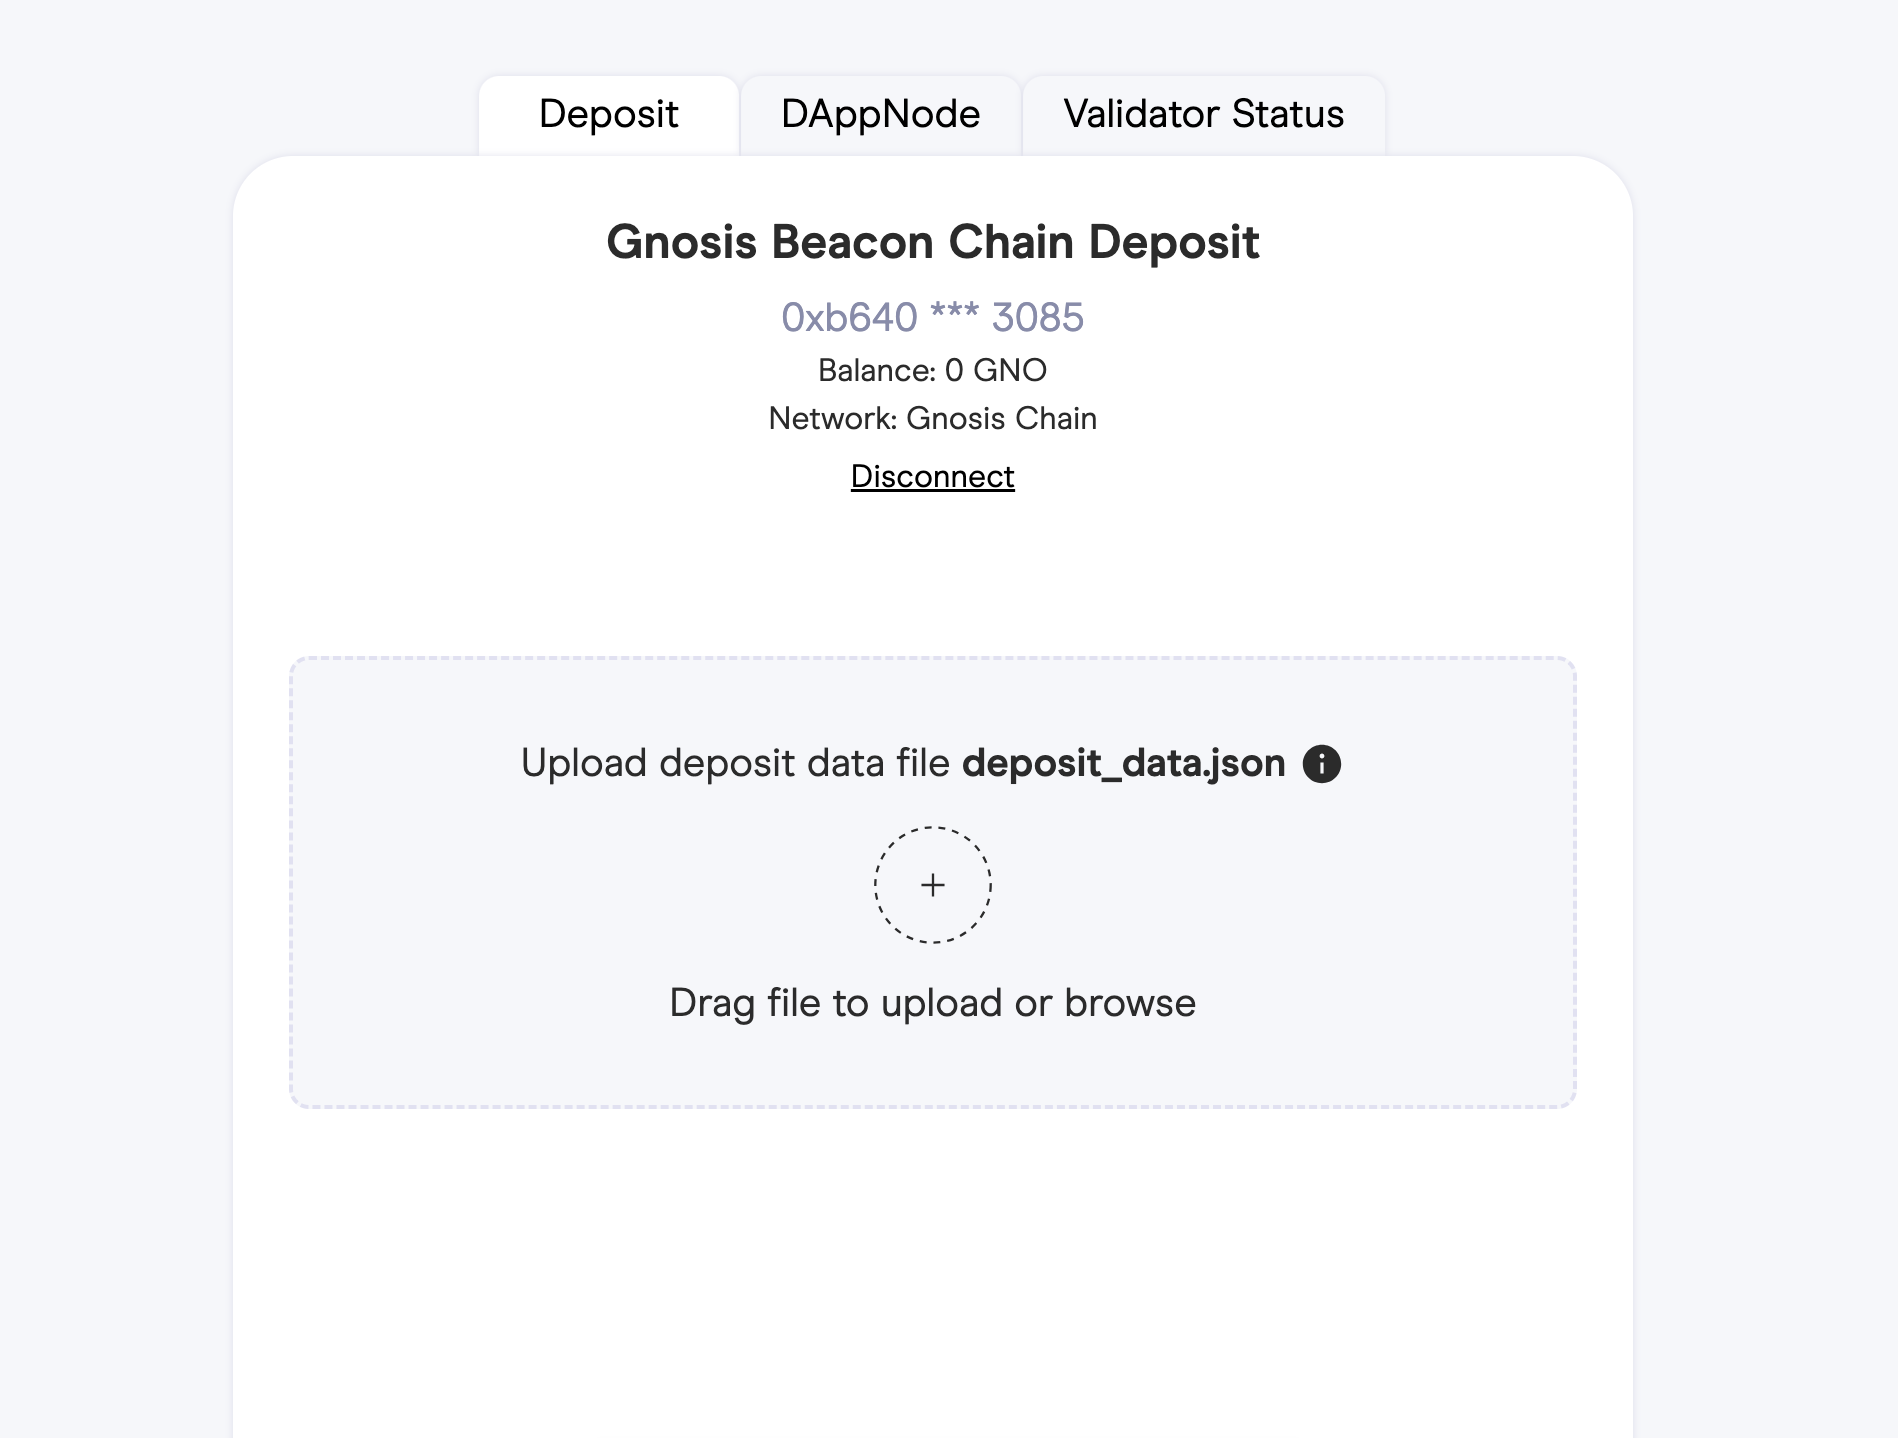 Deposit
DAppNode
Validator Status
Gnosis Beacon Chain Deposit
0xb640 *** 3085
Balance: 0 GNO
Network: Gnosis Chain
Disconnect
Upload deposit data file deposit_data.json
Drag file to upload or browse